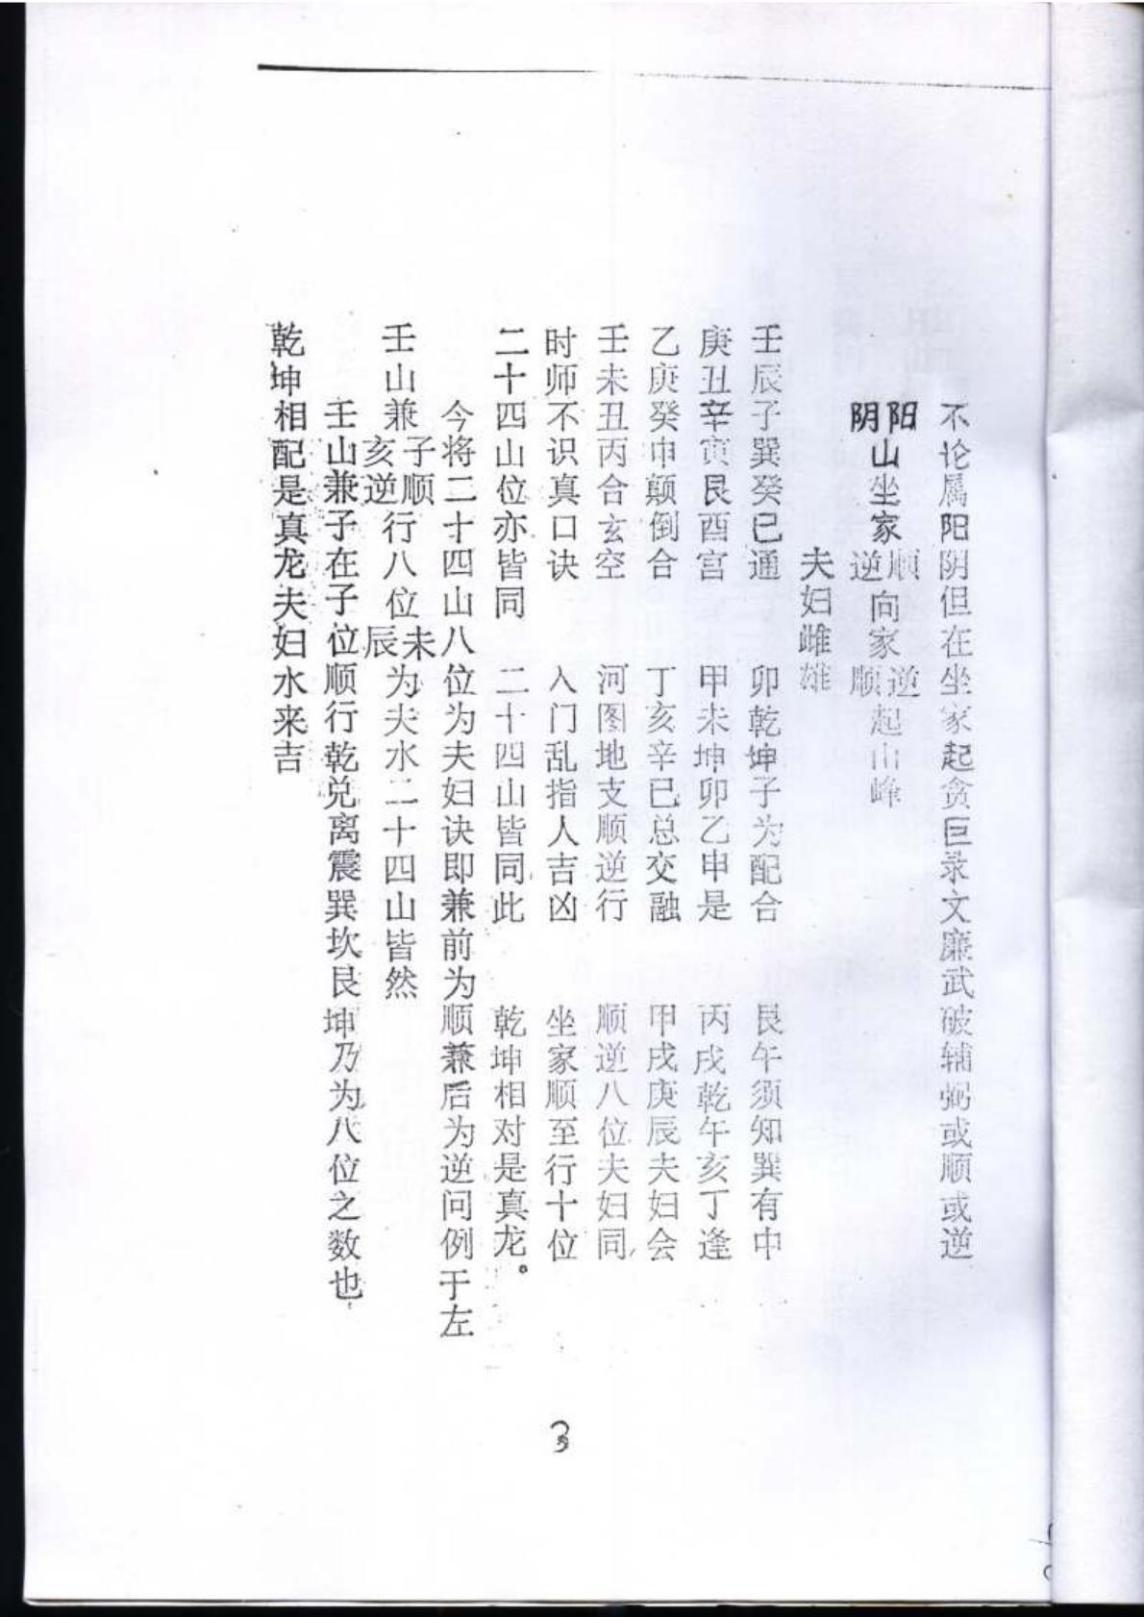 不论属阳阴但在坐家起贪巨录文廉武破辅弼或顺或逆
阳阴山坐家顺逆向家逆顺起山峰
夫妇雌雄
壬辰子巽癸已通 卯乾坤子为配合 艮午须知巽有中
庚丑辛寅艮酉宫 甲未坤卯乙申是 丙戌乾午亥丁逢
乙庚癸申颠倒合 丁亥辛巳总交融 甲戌庚辰夫妇会
壬未丑丙合玄空 河图地支顺逆行 顺逆八位夫妇同
时师不识真口诀 入门乱指人吉凶 坐家顺至行十位
二十四山位亦皆同 二十四山皆同此 乾坤相对是真龙。
今将二十四山八位为夫妇诀即兼前为顺兼后为逆问例于左
壬山兼子亥顺逆行八位未辰为夫水二十四山皆然
壬山兼子在子位顺行乾兑离震巽坎艮坤乃为八位之数也
乾坤相配是真龙夫妇水来吉
3